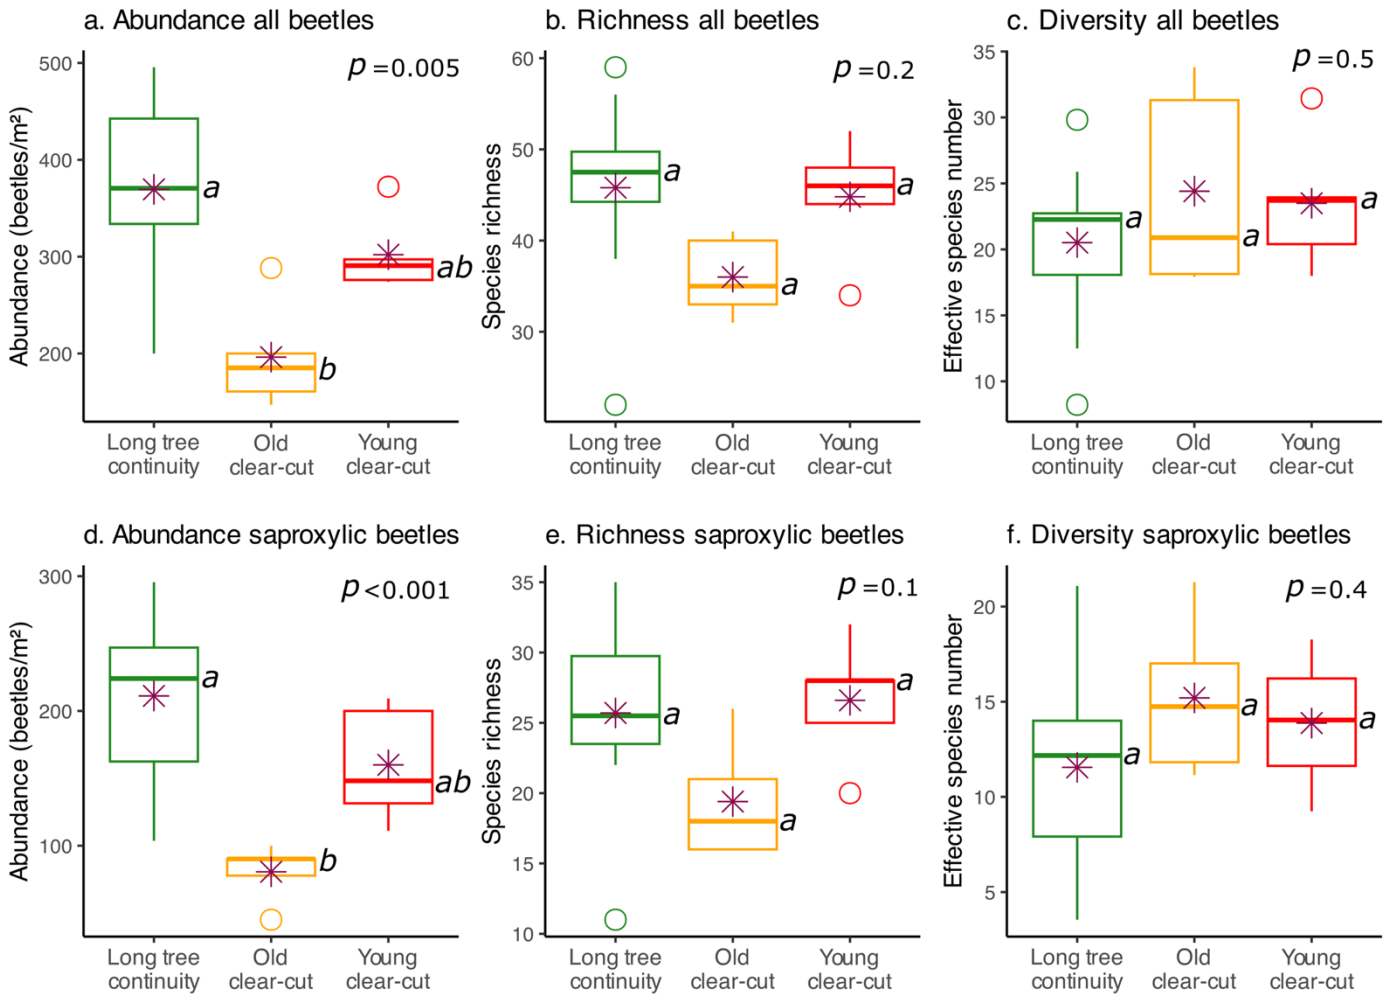 a. Abundance all beetles
p =0.005
Abundance (beetles/m²)
500
400
300
200
a
b
ab
Long tree
continuity
Old
clear-cut
Young
clear-cut
b. Richness all beetles
p =0.2
Species richness
60
50
40
30
a
a
a
Long tree
continuity
Old
clear-cut
Young
clear-cut
c. Diversity all beetles
p =0.5
Effective species number
35
30
25
20
15
10
a
a
a
Long tree
continuity
Old
clear-cut
Young
clear-cut
d. Abundance saproxylic beetles
p <0.001
Abundance (beetles/m²)
300
200
100
a
b
ab
Long tree
continuity
Old
clear-cut
Young
clear-cut
e. Richness saproxylic beetles
p =0.1
Species richness
35
30
25
20
15
10
a
a
a
Long tree
continuity
Old
clear-cut
Young
clear-cut
f. Diversity saproxylic beetles
p =0.4
Effective species number
20
15
10
5
a
a
a
Long tree
continuity
Old
clear-cut
Young
clear-cut